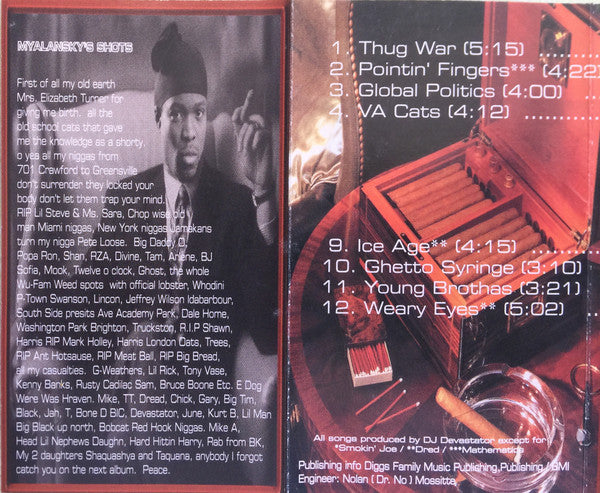 MYALANSKY'S SHOTS
First of all my old earth
Mrs. Elizabeth Turner for
giving me birth. all the
old school cats that gave
me the knowledge as a shorty.
o yea all my niggas from
701 Crawford to Greensville
don't surrender they locked your
body don't let them trap your mind.
RIP Lil Steve & Ms. Sara, Chop wise old
man Miami niggas, New York niggas Jamakans
turn my nigga Pete Loose. Big Daddy O,
Popa Ron, Shan, RZA, Divine, Tam, Arlene, BJ
Sofia, Mook, Twelve o clock, Ghost, the whole
Wu-Fam Weed spots with official lobster, Whodini
P-Town Swanson, Lincon, Jeffrey Wilson Idabarbour,
South Side presits Ave Academy Park, Dale Home,
Washington Park Brighton, Truckston, R.I.P Shawn,
Harris RIP Mark Holley, Harris London Oats, Trees,
RIP Ant Hotsause, RIP Meat Ball, RIP Big Bread,
all my casualties. G-Weathers, Lil Rick, Tony Vase,
Kenny Banks, Rusty Cadilac Sam, Bruce Boone Etc. E Dog
Were Was Hraven. Mike, TT, Dread, Chick, Gary, Big Tim,
Black, Jah, T, Bone D BIC, Devastator, June, Kurt B, Lil Man
Big Black up north, Bobcat Red Hook Niggas. Mike A,
Head Lil Nephews Daughn, Hard Hittin Harry, Rab from BK,
My 2 daughters Shaquashya and Taquana, anybody I forgot
catch you on the next album. Peace.
1. Thug War (5:15) .........
2. Pointin' Fingers*** (4:22)
3. Global Politics (4:00) ...
4. VA Cats (4:12) ............
9. Ice Age** (4:15) ..........
10. Ghetto Syringe (3:10)
11. Young Brothas (3:21)
12. Weary Eyes** (5:02) ..
All songs produced by DJ Devastator except for
*Smokin' Joe / **Dred / ***Mathematics
Publishing info Diggs Family Music Publishing,Publishing / BMI
Engineer: Nolan ( Dr. No ) Mossitte